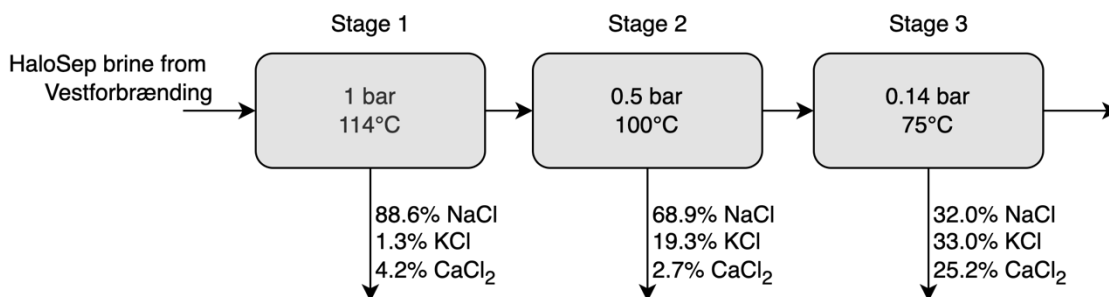 Stage 1
Stage 2
Stage 3
HaloSep brine from
Vestforbrænding
1 bar
114°C
0.5 bar
100°C
0.14 bar
75°C
88.6% NaCl
1.3% KCl
4.2% CaCl₂
68.9% NaCl
19.3% KCl
2.7% CaCl₂
32.0% NaCl
33.0% KCl
25.2% CaCl₂